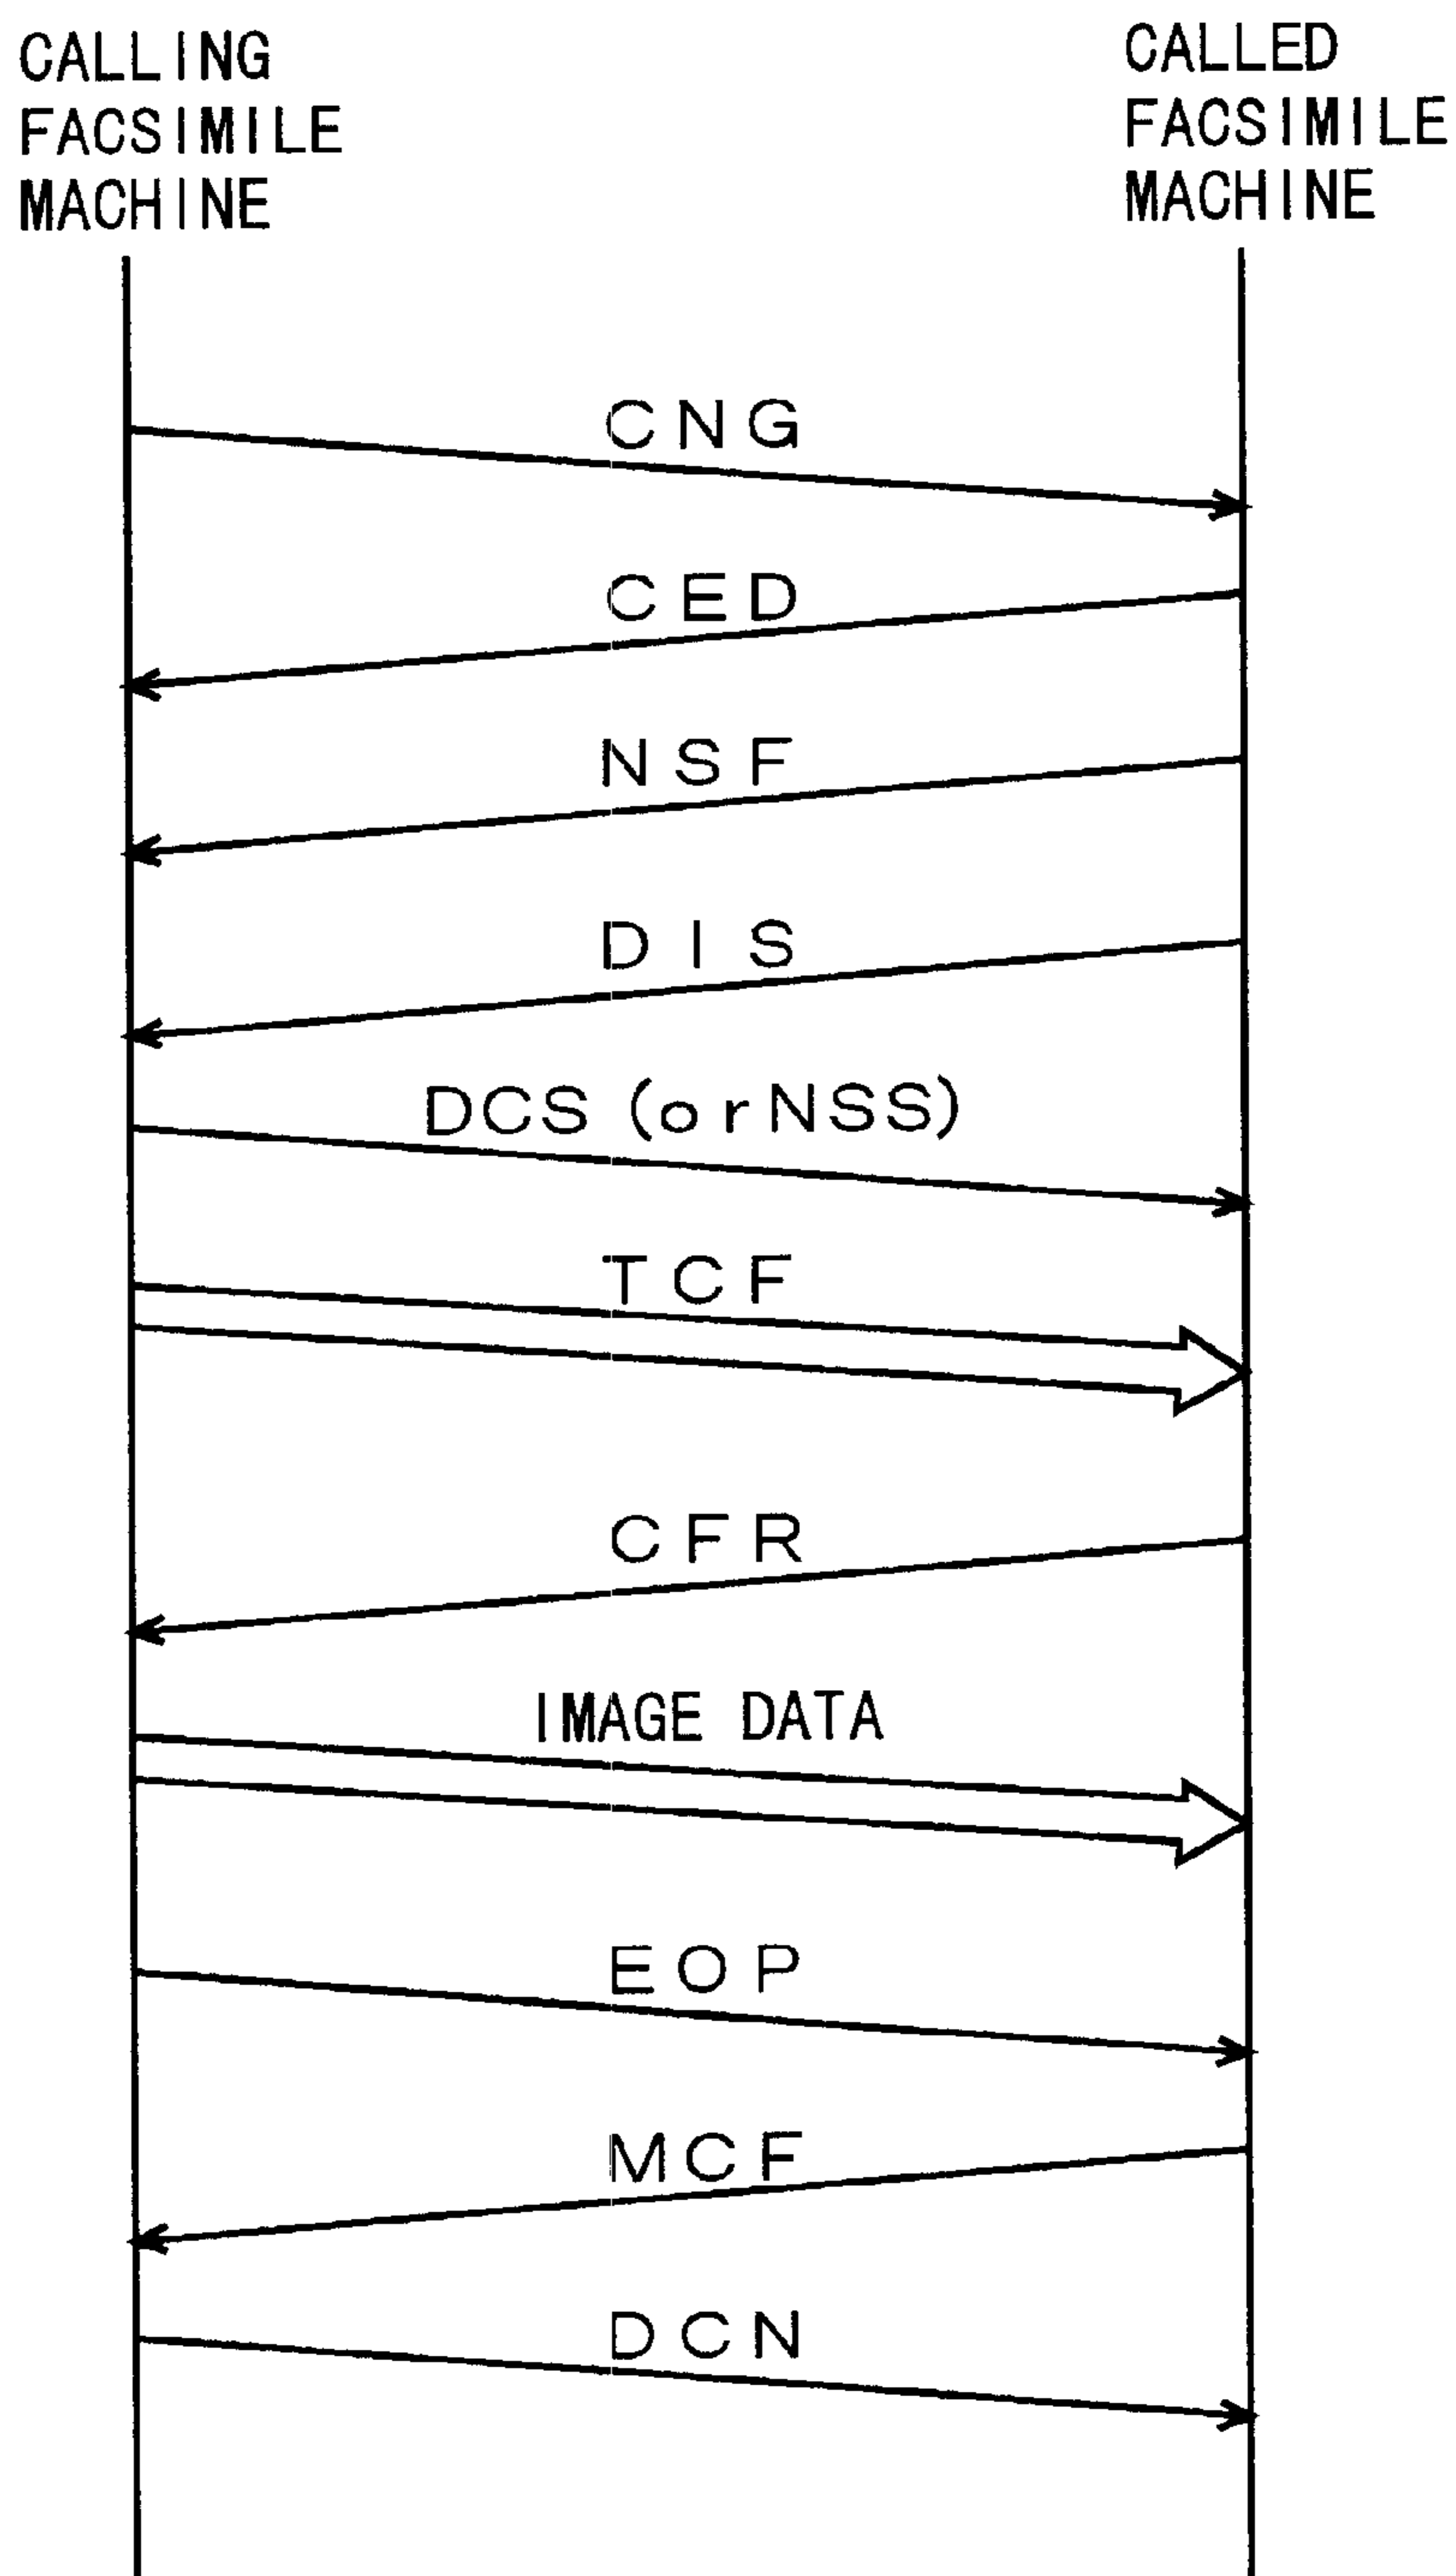 CALLING
FACSIMILE
MACHINE
CALLED
FACSIMILE
MACHINE
CNG
CED
NSF
DIS
DCS (orNSS)
TCF
CFR
IMAGE DATA
EOP
MCF
DCN